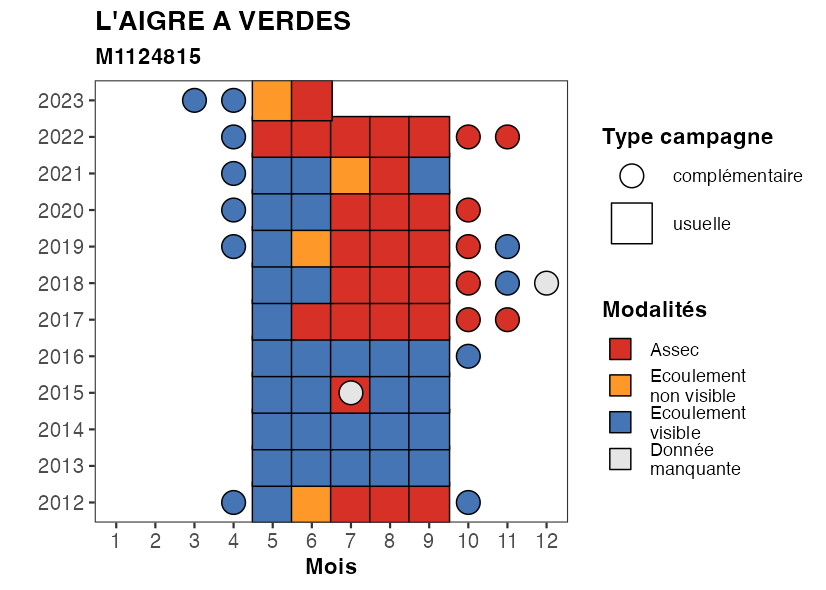 L'AIGRE A VERDES
M1124815
2023
2022
2021
2020
2019
2018
2017
2016
2015
2014
2013
2012
1 2 3 4 5 6 7 8 9 10 11 12
Mois
Type campagne
complémentaire
usuelle
Modalités
Assec
Ecoulement
non visible
Ecoulement
visible
Donnée
manquante